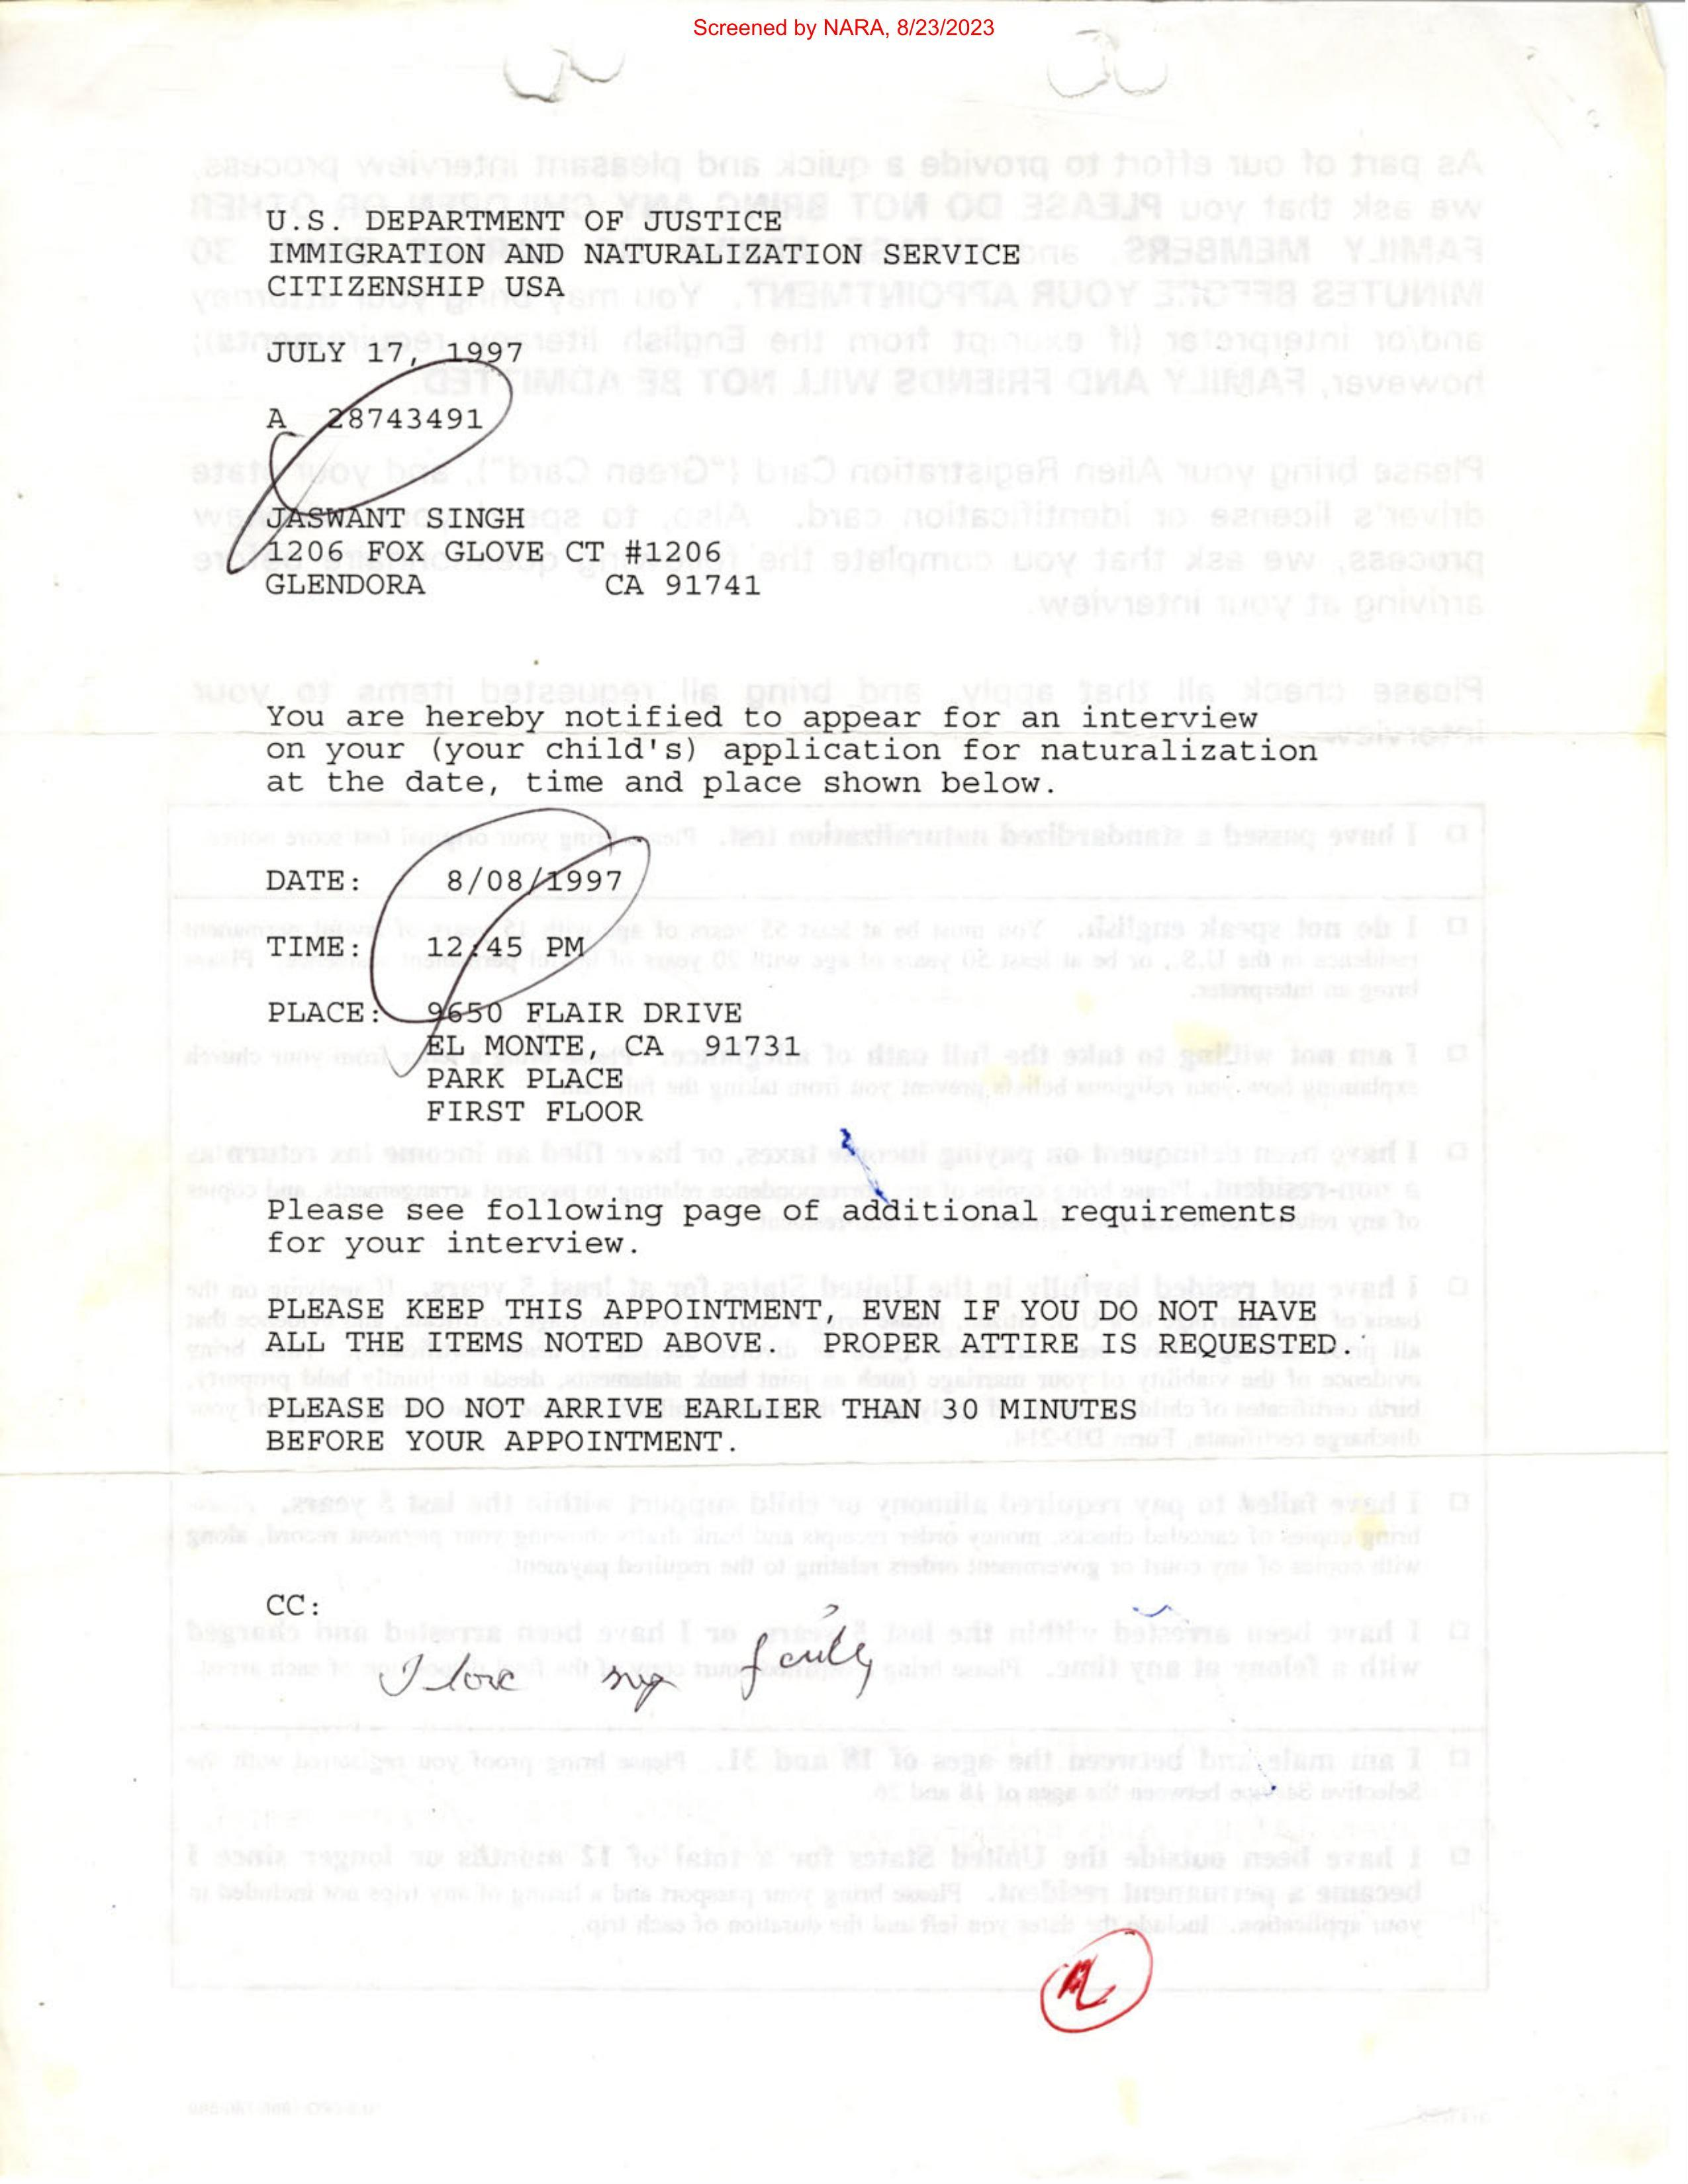 Screened by NARA, 8/23/2023
U.S. DEPARTMENT OF JUSTICE
IMMIGRATION AND NATURALIZATION SERVICE
CITIZENSHIP USA
JULY 17, 1997
A 28743491
JASWANT SINGH
1206 FOX GLOVE CT #1206
GLENDORA CA 91741
You are hereby notified to appear for an interview
on your (your child's) application for naturalization
at the date, time and place shown below.
DATE: 8/08/1997
TIME: 12:45 PM
PLACE: 9650 FLAIR DRIVE
EL MONTE, CA 91731
PARK PLACE
FIRST FLOOR
Please see following page of additional requirements
for your interview.
PLEASE KEEP THIS APPOINTMENT, EVEN IF YOU DO NOT HAVE
ALL THE ITEMS NOTED ABOVE. PROPER ATTIRE IS REQUESTED.
PLEASE DO NOT ARRIVE EARLIER THAN 30 MINUTES
BEFORE YOUR APPOINTMENT.
CC:
I love my